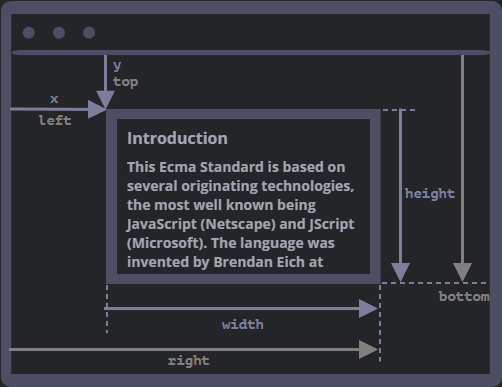 y
top
x
left
Introduction
This Ecma Standard is based on
several originating technologies,
the most well known being
JavaScript (Netscape) and JScript
(Microsoft). The language was
invented by Brendan Eich at
height
bottom
width
right